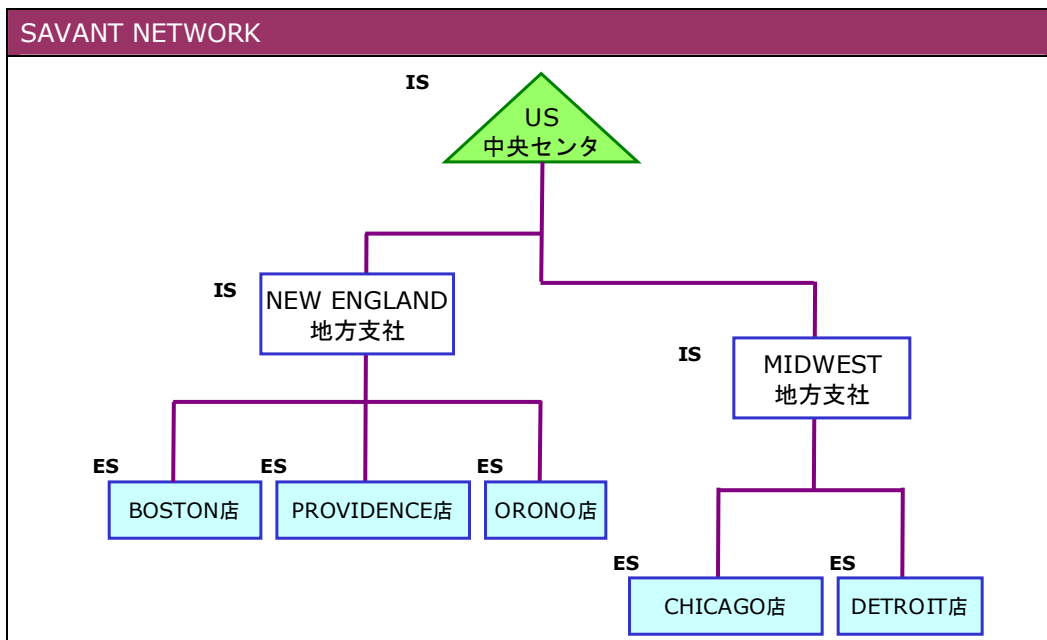 SAVANT NETWORK
IS
US
中央センタ
IS
NEW ENGLAND
地方支社
IS
MIDWEST
地方支社
ES
BOSTON店
ES
PROVIDENCE店
ES
ORONO店
ES
CHICAGO店
ES
DETROIT店